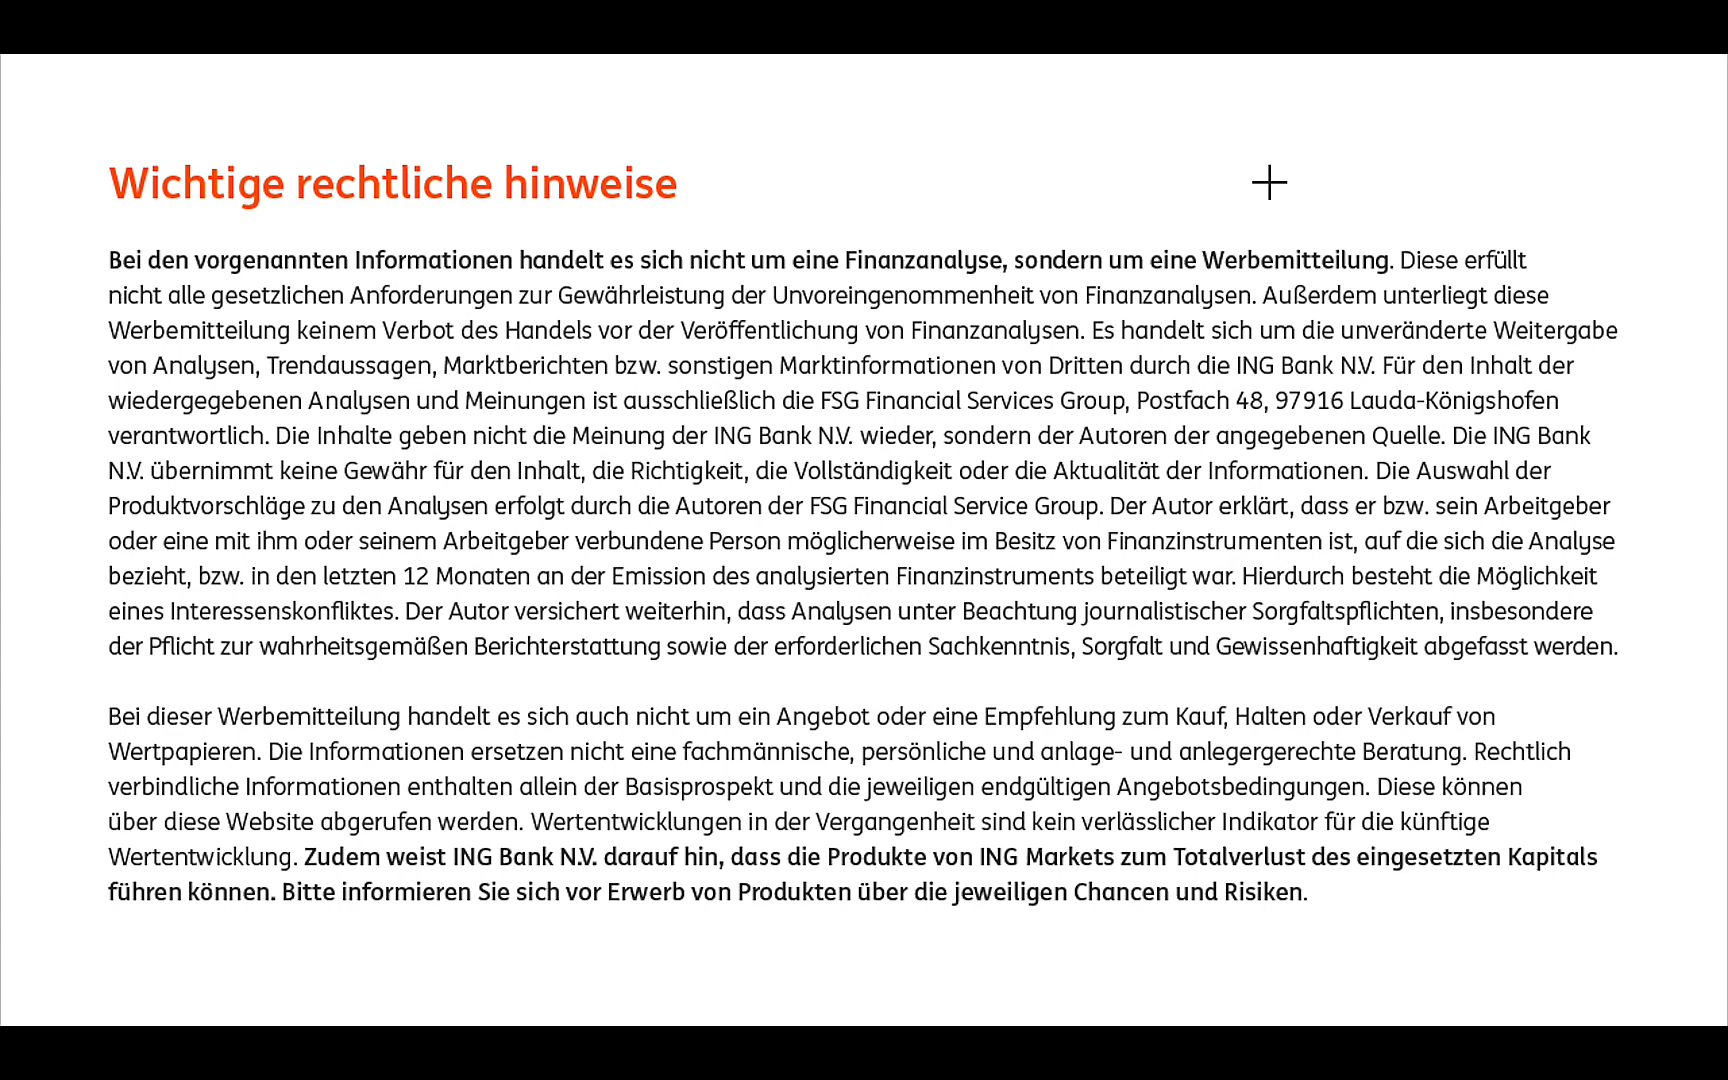 Wichtige rechtliche hinweise
Bei den vorgenannten Informationen handelt es sich nicht um eine Finanzanalyse, sondern um eine Werbemitteilung. Diese erfüllt
nicht alle gesetzlichen Anforderungen zur Gewährleistung der Unvoreingenommenheit von Finanzanalysen. Außerdem unterliegt diese
Werbemitteilung keinem Verbot des Handels vor der Veröffentlichung von Finanzanalysen. Es handelt sich um die unveränderte Weitergabe
von Analysen, Trendaussagen, Marktberichten bzw. sonstigen Marktinformationen von Dritten durch die ING Bank N.V. Für den Inhalt der
wiedergegebenen Analysen und Meinungen ist ausschließlich die FSG Financial Services Group, Postfach 48, 97916 Lauda-Königshofen
verantwortlich. Die Inhalte geben nicht die Meinung der ING Bank N.V. wieder, sondern der Autoren der angegebenen Quelle. Die ING Bank
N.V. übernimmt keine Gewähr für den Inhalt, die Richtigkeit, die Vollständigkeit oder die Aktualität der Informationen. Die Auswahl der
Produktvorschläge zu den Analysen erfolgt durch die Autoren der FSG Financial Service Group. Der Autor erklärt, dass er bzw. sein Arbeitgeber
oder eine mit ihm oder seinem Arbeitgeber verbundene Person möglicherweise im Besitz von Finanzinstrumenten ist, auf die sich die Analyse
bezieht, bzw. in den letzten 12 Monaten an der Emission des analysierten Finanzinstruments beteiligt war. Hierdurch besteht die Möglichkeit
eines Interessenskonfliktes. Der Autor versichert weiterhin, dass Analysen unter Beachtung journalistischer Sorgfaltspflichten, insbesondere
der Pflicht zur wahrheitsgemäßen Berichterstattung sowie der erforderlichen Sachkenntnis, Sorgfalt und Gewissenhaftigkeit abgefasst werden.
Bei dieser Werbemitteilung handelt es sich auch nicht um ein Angebot oder eine Empfehlung zum Kauf, Halten oder Verkauf von
Wertpapieren. Die Informationen ersetzen nicht eine fachmännische, persönliche und anlage- und anlegergerechte Beratung. Rechtlich
verbindliche Informationen enthalten allein der Basisprospekt und die jeweiligen endgültigen Angebotsbedingungen. Diese können
über diese Website abgerufen werden. Wertentwicklungen in der Vergangenheit sind kein verlässlicher Indikator für die künftige
Wertentwicklung. Zudem weist ING Bank N.V. darauf hin, dass die Produkte von ING Markets zum Totalverlust des eingesetzten Kapitals
führen können. Bitte informieren Sie sich vor Erwerb von Produkten über die jeweiligen Chancen und Risiken.